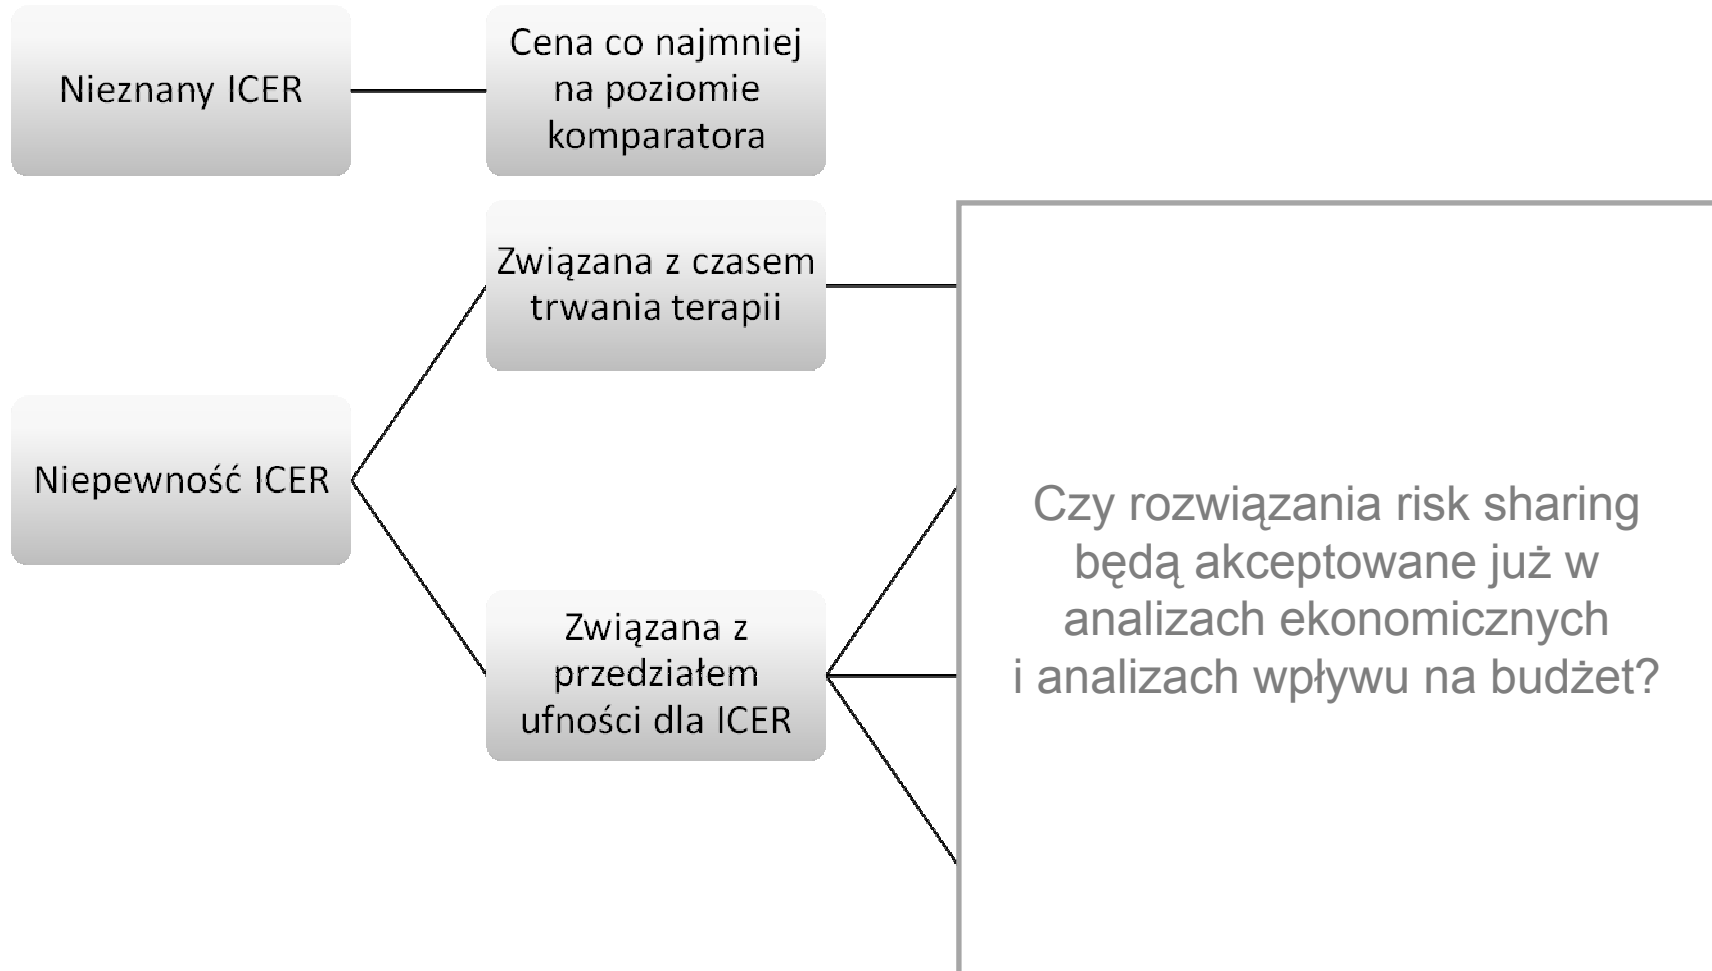 Nieznany ICER
Cena co najmniej
na poziomie
komparatora
Związana z czasem
trwania terapii
Niepewność ICER
Związana z
przedziałem
ufności dla ICER
Czy rozwiązania risk sharing
będą akceptowane już w
analizach ekonomicznych
i analizach wpływu na budżet?